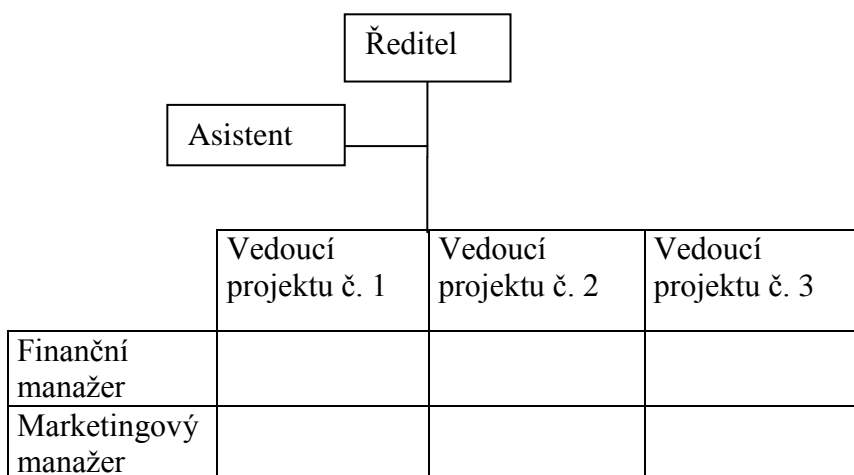 Ředitel
Asistent
Vedoucí
projektu č. 1
Vedoucí
projektu č. 2
Vedoucí
projektu č. 3
Finanční
manažer
Marketingový
manažer